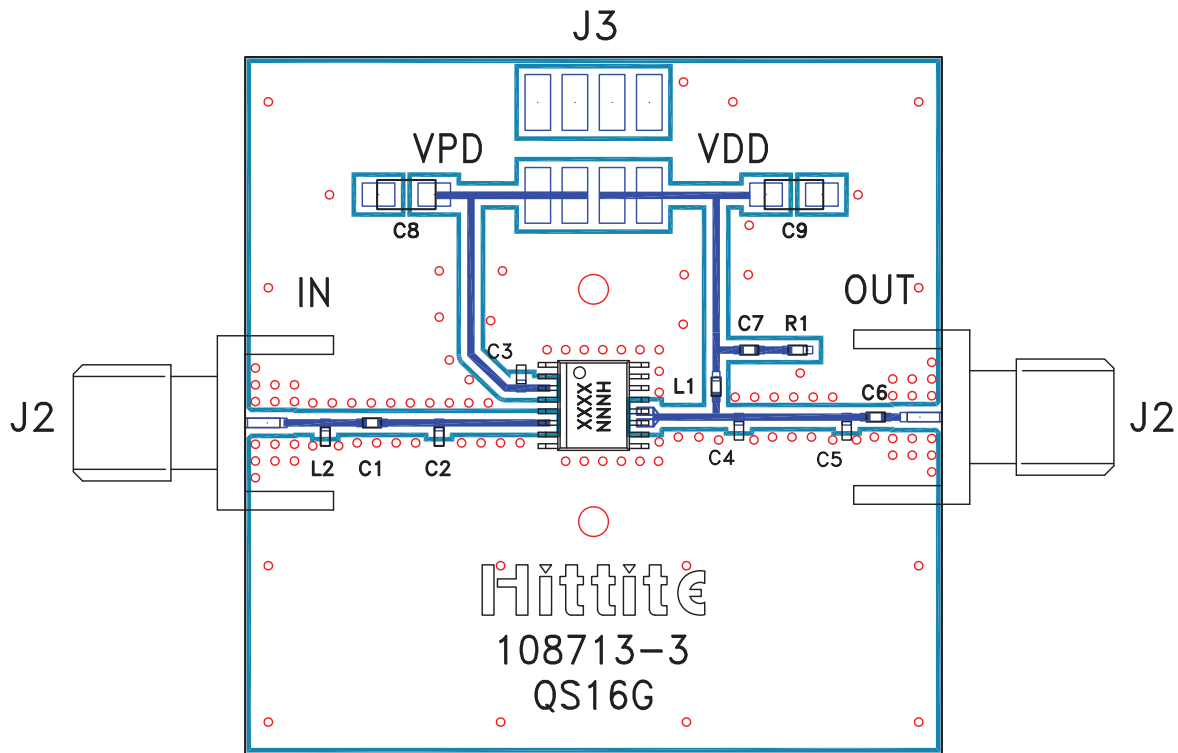 J3
VPD
VDD
C8
C9
IN
OUT
C3
C7
R1
L1
C6
HNNN
XXXX
J2
J2
L2
C1
C2
C4
C5
Hittite
108713-3
QS16G